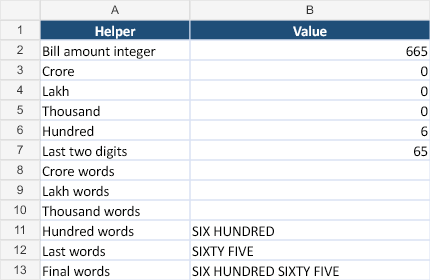 A B
1 Helper Value
2 Bill amount integer 665
3 Crore 0
4 Lakh 0
5 Thousand 0
6 Hundred 6
7 Last two digits 65
8 Crore words
9 Lakh words
10 Thousand words
11 Hundred words SIX HUNDRED
12 Last words SIXTY FIVE
13 Final words SIX HUNDRED SIXTY FIVE